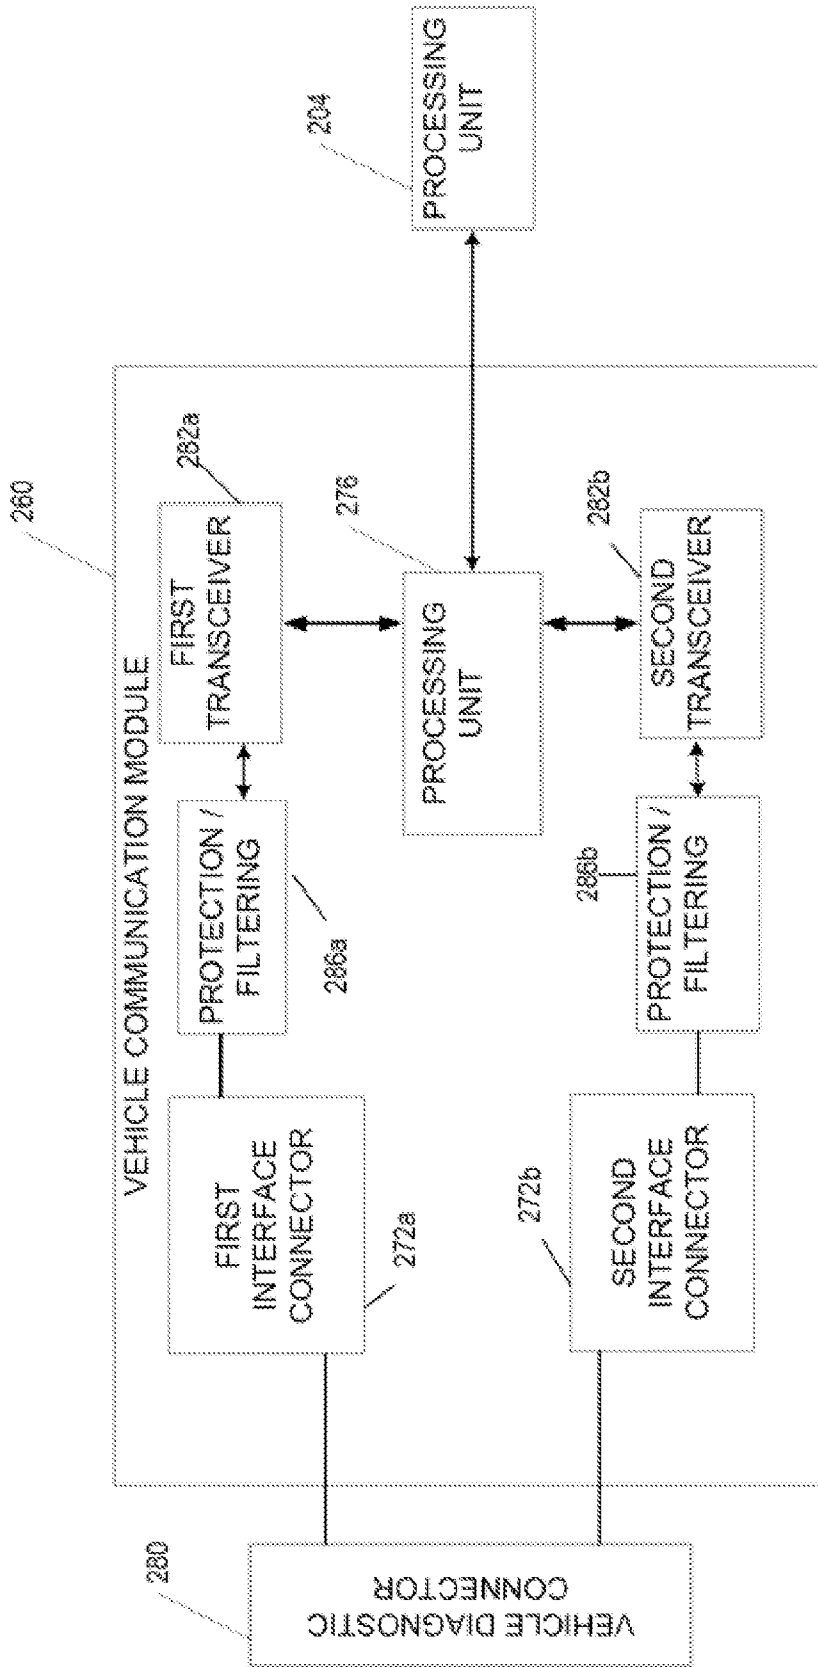 260
VEHICLE COMMUNICATION MODULE
280
VEHICLE DIAGNOSTIC
CONNECTOR
FIRST
INTERFACE
CONNECTOR
272a
PROTECTION /
FILTERING
286a
FIRST
TRANSCEIVER
282a
PROCESSING
UNIT
276
PROCESSING
UNIT
204
SECOND
INTERFACE
CONNECTOR
272b
PROTECTION /
FILTERING
286b
SECOND
TRANSCEIVER
282b